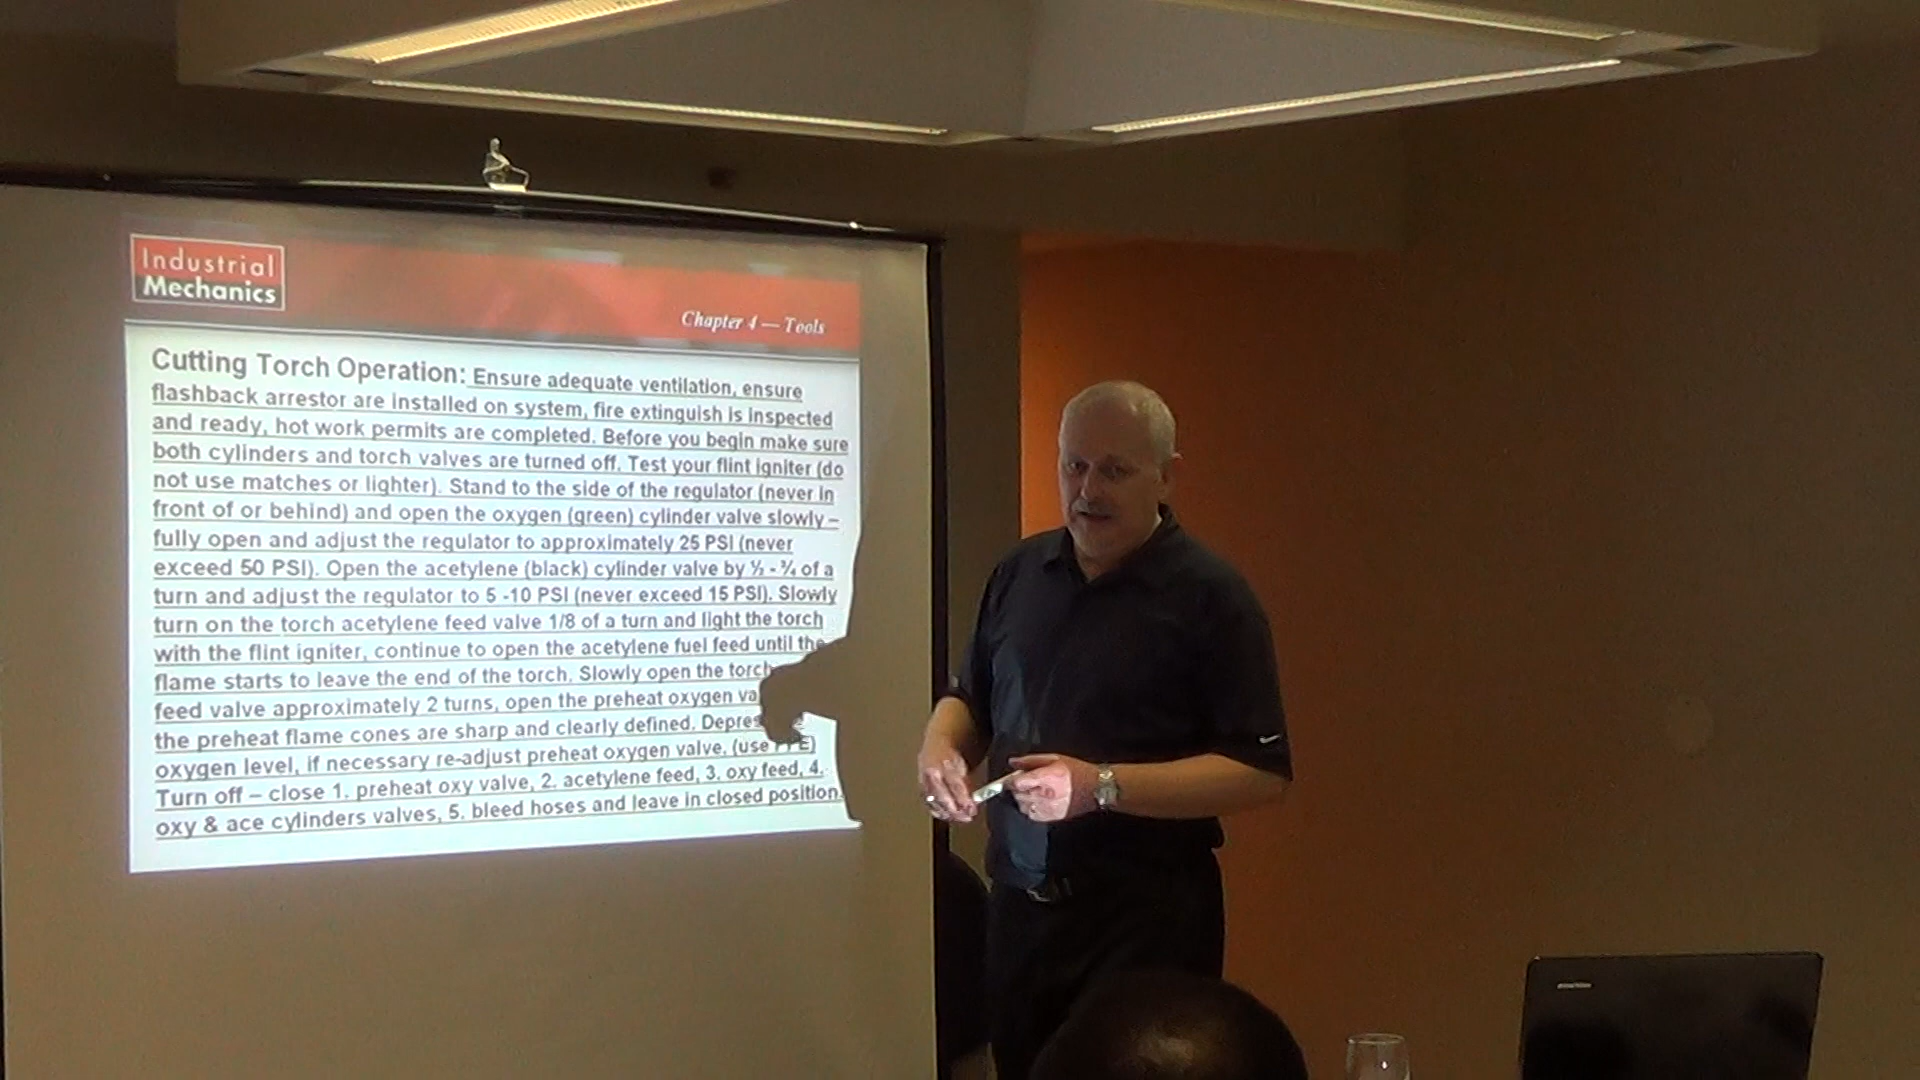 Industrial
Mechanics
Chapter 4 — Tools
Cutting Torch Operation: Ensure adequate ventilation, ensure
flashback arrestor are installed on system, fire extinguish is inspected
and ready, hot work permits are completed. Before you begin make sure
both cylinders and torch valves are turned off. Test your flint igniter (do
not use matches or lighter). Stand to the side of the regulator (never in
front of or behind) and open the oxygen (green) cylinder valve slowly –
fully open and adjust the regulator to approximately 25 PSI (never
exceed 50 PSI). Open the acetylene (black) cylinder valve by ½ - ¾ of a
turn and adjust the regulator to 5 -10 PSI (never exceed 15 PSI). Slowly
turn on the torch acetylene feed valve 1/8 of a turn and light the torch
with the flint igniter, continue to open the acetylene fuel feed until the
flame starts to leave the end of the torch. Slowly open the torch
feed valve approximately 2 turns, open the preheat oxygen
the preheat flame cones are sharp and clearly defined.
oxygen level, if necessary re-adjust preheat oxygen valve. (use PPE)
Turn off – close 1. preheat oxy valve, 2. acetylene feed, 3. oxy feed, 4.
oxy & ace cylinders valves, 5. bleed hoses and leave in closed position